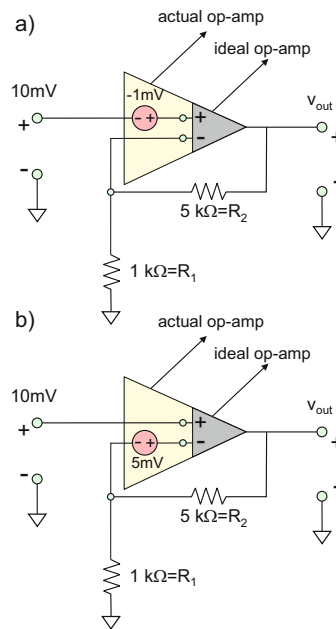 a)
actual op-amp
ideal op-amp
10mV
-1mV
v_out
+
-
+
-
- +
+
-
5 kΩ=R₂
1 kΩ=R₁
b)
actual op-amp
ideal op-amp
10mV
v_out
+
-
+
-
+
-
- +
5mV
5 kΩ=R₂
1 kΩ=R₁